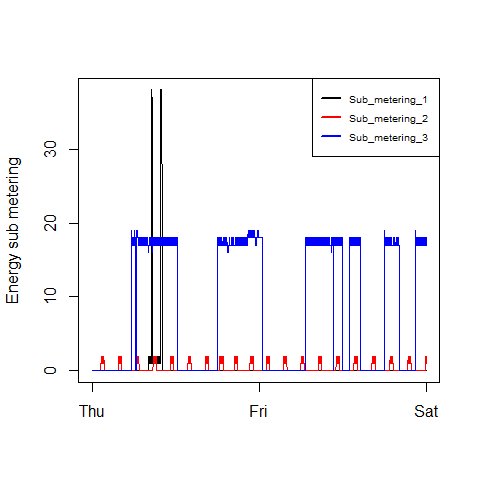 Sub_metering_1
Sub_metering_2
Sub_metering_3
Energy sub metering
30
20
10
0
Thu Fri Sat